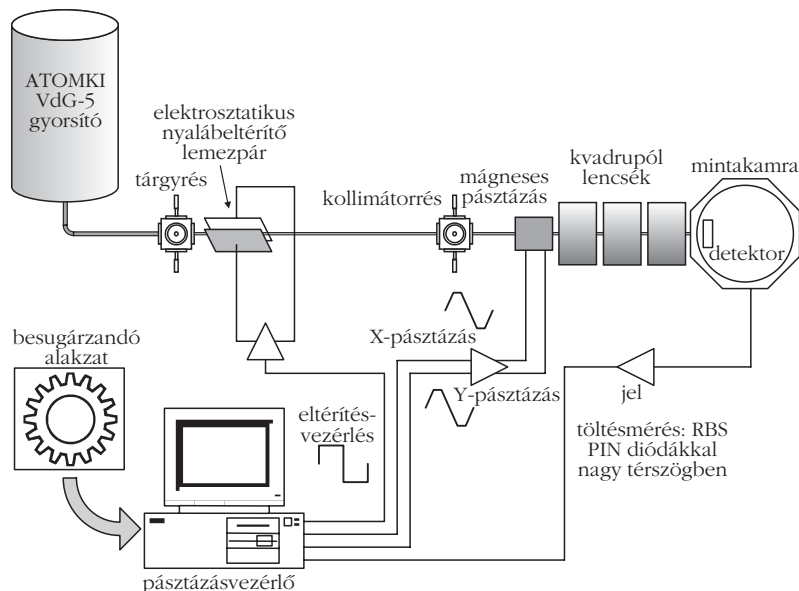 ATOMKI
VdG-5
gyorsító
elektrosztatikus
nyalábeltérítő
lemezpár
tárgyrés
kollimátorrés
mágneses
pásztázás
kvadrupól
lencsék
mintakamra
detektor
besugárzandó
alakzat
X-pásztázás
Y-pásztázás
eltérítés-
vezérlés
jel
töltésmérés: RBS
PIN diódákkal
nagy térszögben
pásztázásvezérlő